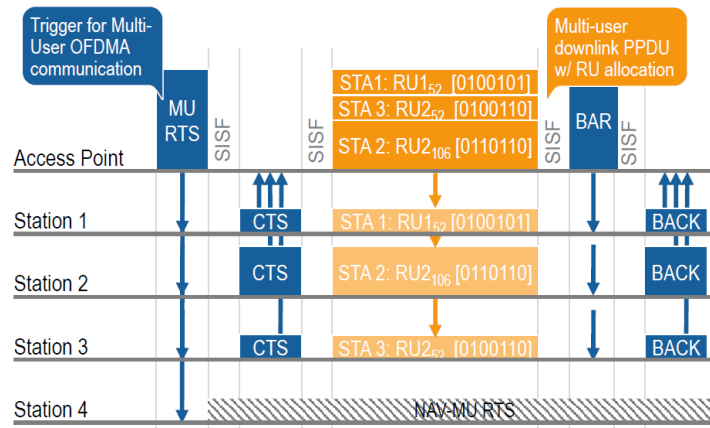 Trigger for Multi-
User OFDMA
communication
Multi-user
downlink PPDU
w/ RU allocation
MU
RTS
SISF
SISF
STA1: RU1₅₂ [0100101]
STA 3: RU2₅₂ [0100110]
STA 2: RU2₁₀₆ [0110110]
SISF
BAR
SISF
Access Point
Station 1
CTS
STA 1: RU1₅₂ [0100101]
BACK
Station 2
CTS
STA 2: RU2₁₀₆ [0110110]
BACK
Station 3
CTS
STA 3: RU2₅₂ [0100110]
BACK
Station 4
NAV-MU RTS